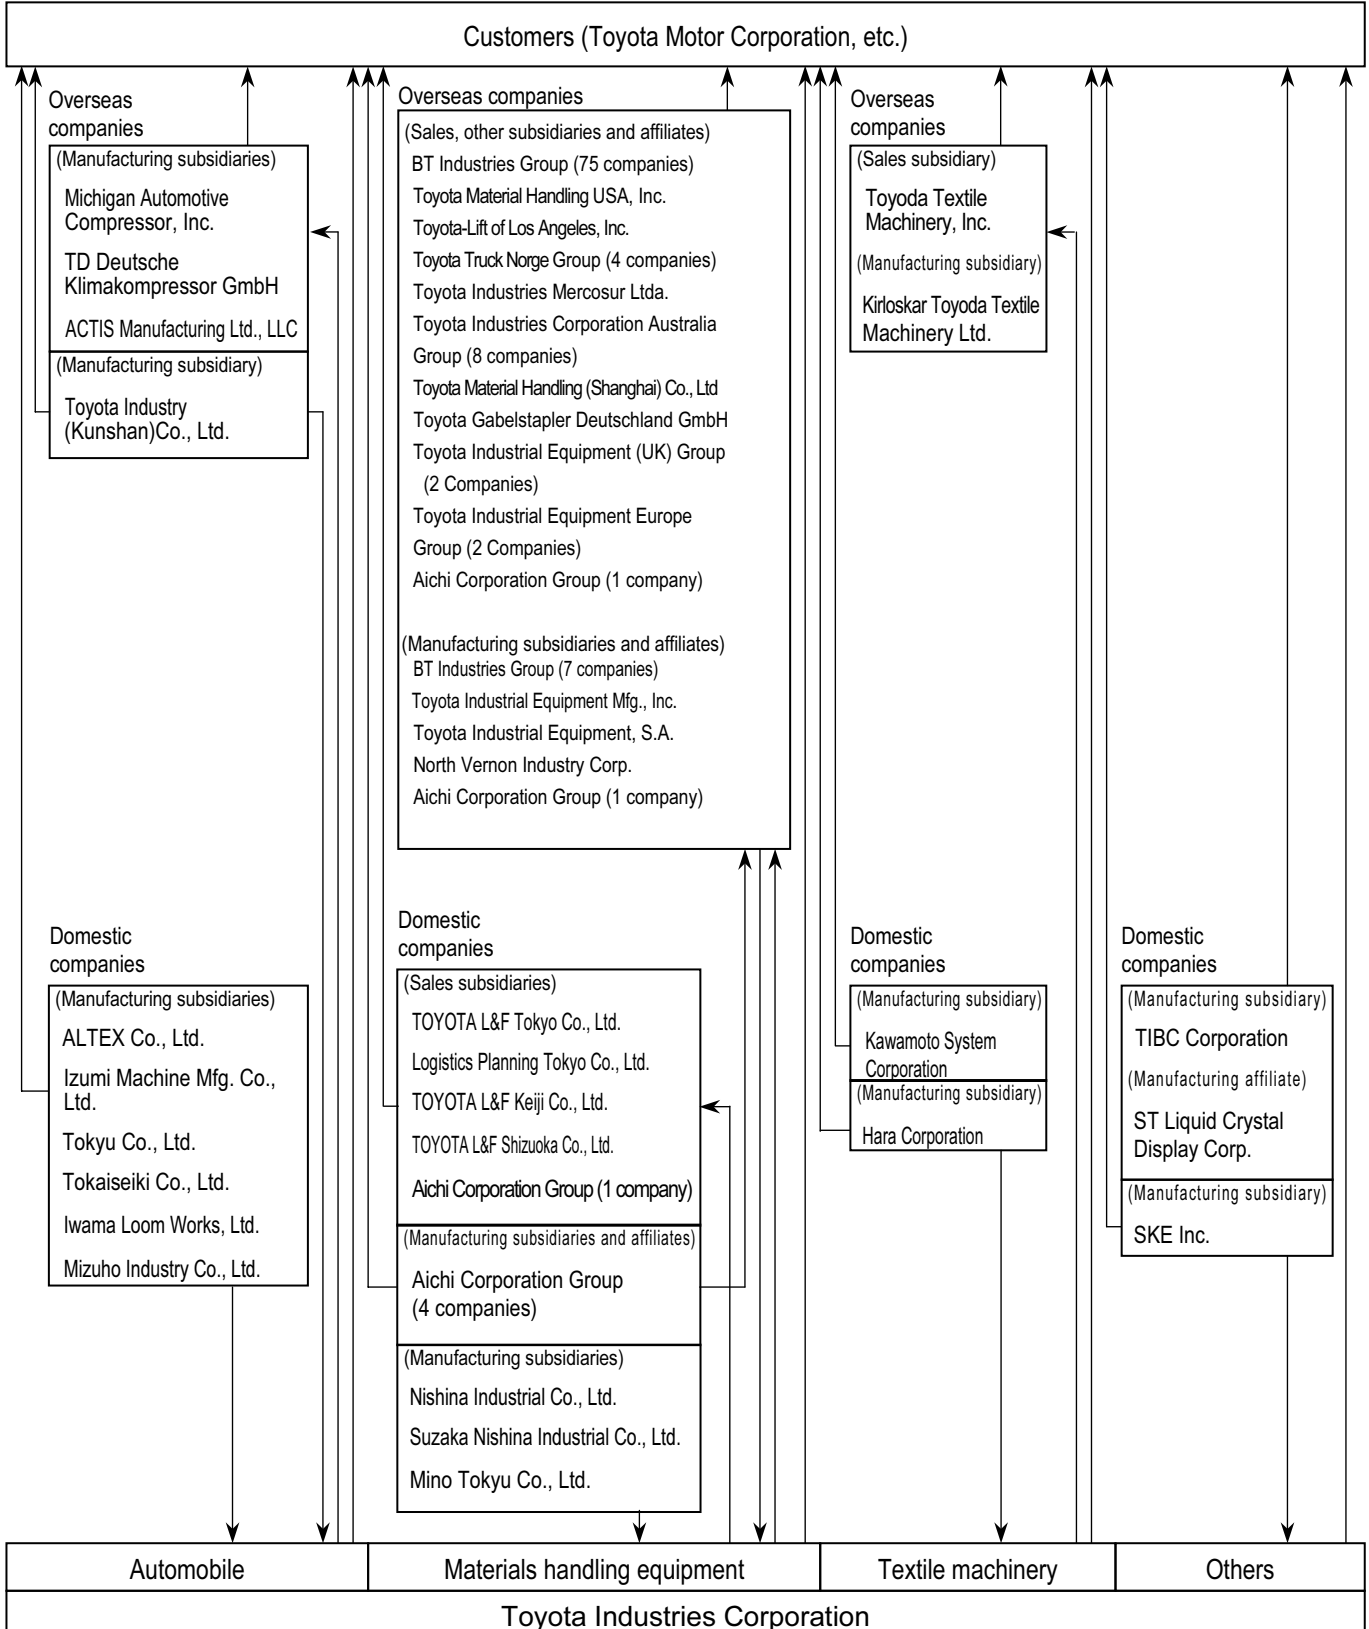 Customers (Toyota Motor Corporation, etc.)
Overseas
companies
(Manufacturing subsidiaries)
Michigan Automotive
Compressor, Inc.
TD Deutsche
Klimakompressor GmbH
ACTIS Manufacturing Ltd., LLC
(Manufacturing subsidiary)
Toyota Industry
(Kunshan)Co., Ltd.
Domestic
companies
(Manufacturing subsidiaries)
ALTEX Co., Ltd.
Izumi Machine Mfg. Co.,
Ltd.
Tokyu Co., Ltd.
Tokaiseiki Co., Ltd.
Iwama Loom Works, Ltd.
Mizuho Industry Co., Ltd.
Overseas companies
(Sales, other subsidiaries and affiliates)
BT Industries Group (75 companies)
Toyota Material Handling USA, Inc.
Toyota-Lift of Los Angeles, Inc.
Toyota Truck Norge Group (4 companies)
Toyota Industries Mercosur Ltda.
Toyota Industries Corporation Australia
Group (8 companies)
Toyota Material Handling (Shanghai) Co., Ltd
Toyota Gabelstapler Deutschland GmbH
Toyota Industrial Equipment (UK) Group
(2 Companies)
Toyota Industrial Equipment Europe
Group (2 Companies)
Aichi Corporation Group (1 company)
(Manufacturing subsidiaries and affiliates)
BT Industries Group (7 companies)
Toyota Industrial Equipment Mfg., Inc.
Toyota Industrial Equipment, S.A.
North Vernon Industry Corp.
Aichi Corporation Group (1 company)
Domestic
companies
(Sales subsidiaries)
TOYOTA L&F Tokyo Co., Ltd.
Logistics Planning Tokyo Co., Ltd.
TOYOTA L&F Keiji Co., Ltd.
TOYOTA L&F Shizuoka Co., Ltd.
Aichi Corporation Group (1 company)
(Manufacturing subsidiaries and affiliates)
Aichi Corporation Group
(4 companies)
(Manufacturing subsidiaries)
Nishina Industrial Co., Ltd.
Suzaka Nishina Industrial Co., Ltd.
Mino Tokyu Co., Ltd.
Overseas
companies
(Sales subsidiary)
Toyoda Textile
Machinery, Inc.
(Manufacturing subsidiary)
Kirloskar Toyoda Textile
Machinery Ltd.
Domestic
companies
(Manufacturing subsidiary)
Kawamoto System
Corporation
(Manufacturing subsidiary)
Hara Corporation
Domestic
companies
(Manufacturing subsidiary)
TIBC Corporation
(Manufacturing affiliate)
ST Liquid Crystal
Display Corp.
(Manufacturing subsidiary)
SKE Inc.
Automobile
Materials handling equipment
Textile machinery
Others
Toyota Industries Corporation